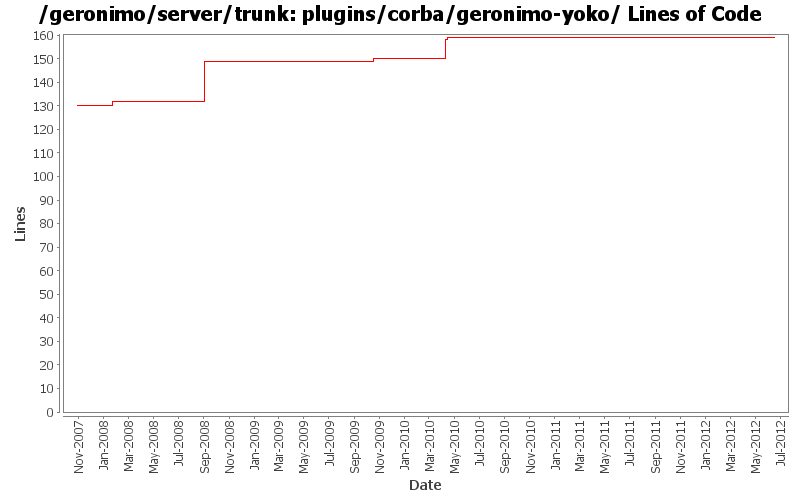 /geronimo/server/trunk: plugins/corba/geronimo-yoko/ Lines of Code
160
150
140
130
120
110
100
90
80
70
60
50
40
30
20
10
0
Lines
Nov-2007
Jan-2008
Mar-2008
May-2008
Jul-2008
Sep-2008
Nov-2008
Jan-2009
Mar-2009
May-2009
Jul-2009
Sep-2009
Nov-2009
Jan-2010
Mar-2010
May-2010
Jul-2010
Sep-2010
Nov-2010
Jan-2011
Mar-2011
May-2011
Jul-2011
Sep-2011
Nov-2011
Jan-2012
Mar-2012
May-2012
Jul-2012
Date